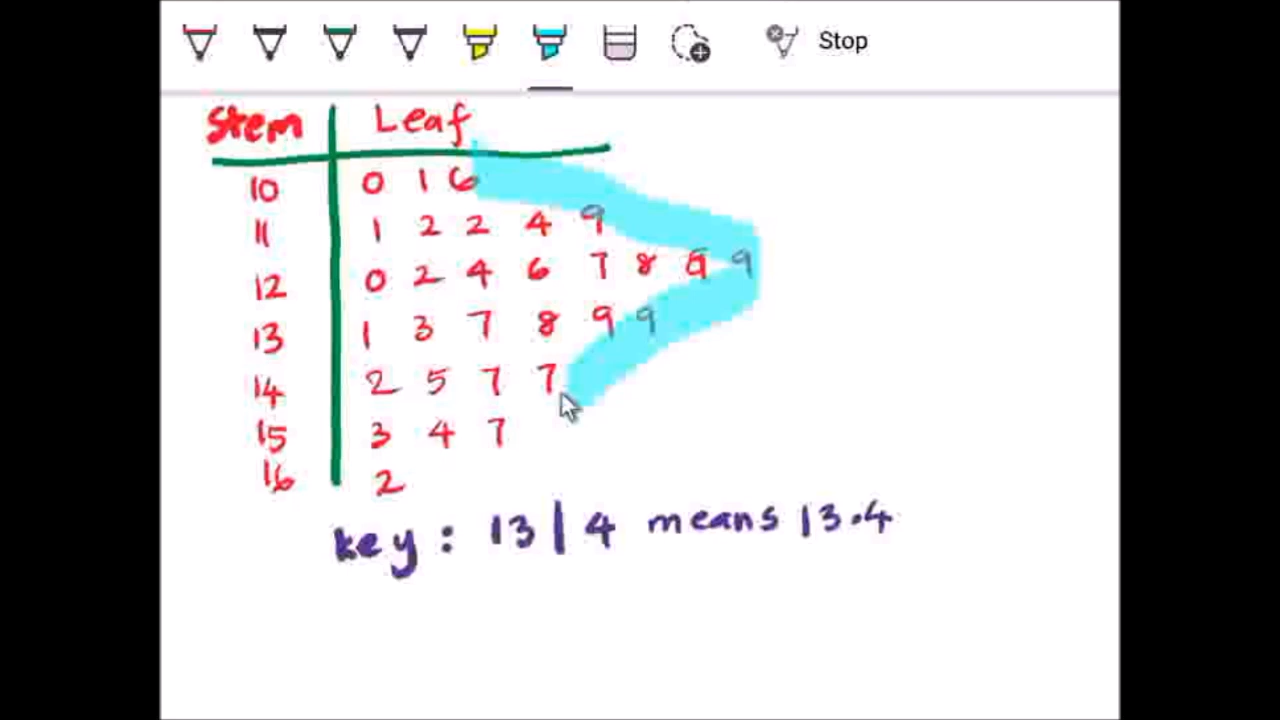 Stop
Stem Leaf
10 0 1 6
11 1 2 2 4 9
12 0 2 4 6 7 8 9 9
13 1 3 7 8 9 9
14 2 5 7 7
15 3 4 7
16 2
key : 13 | 4 means 13.4